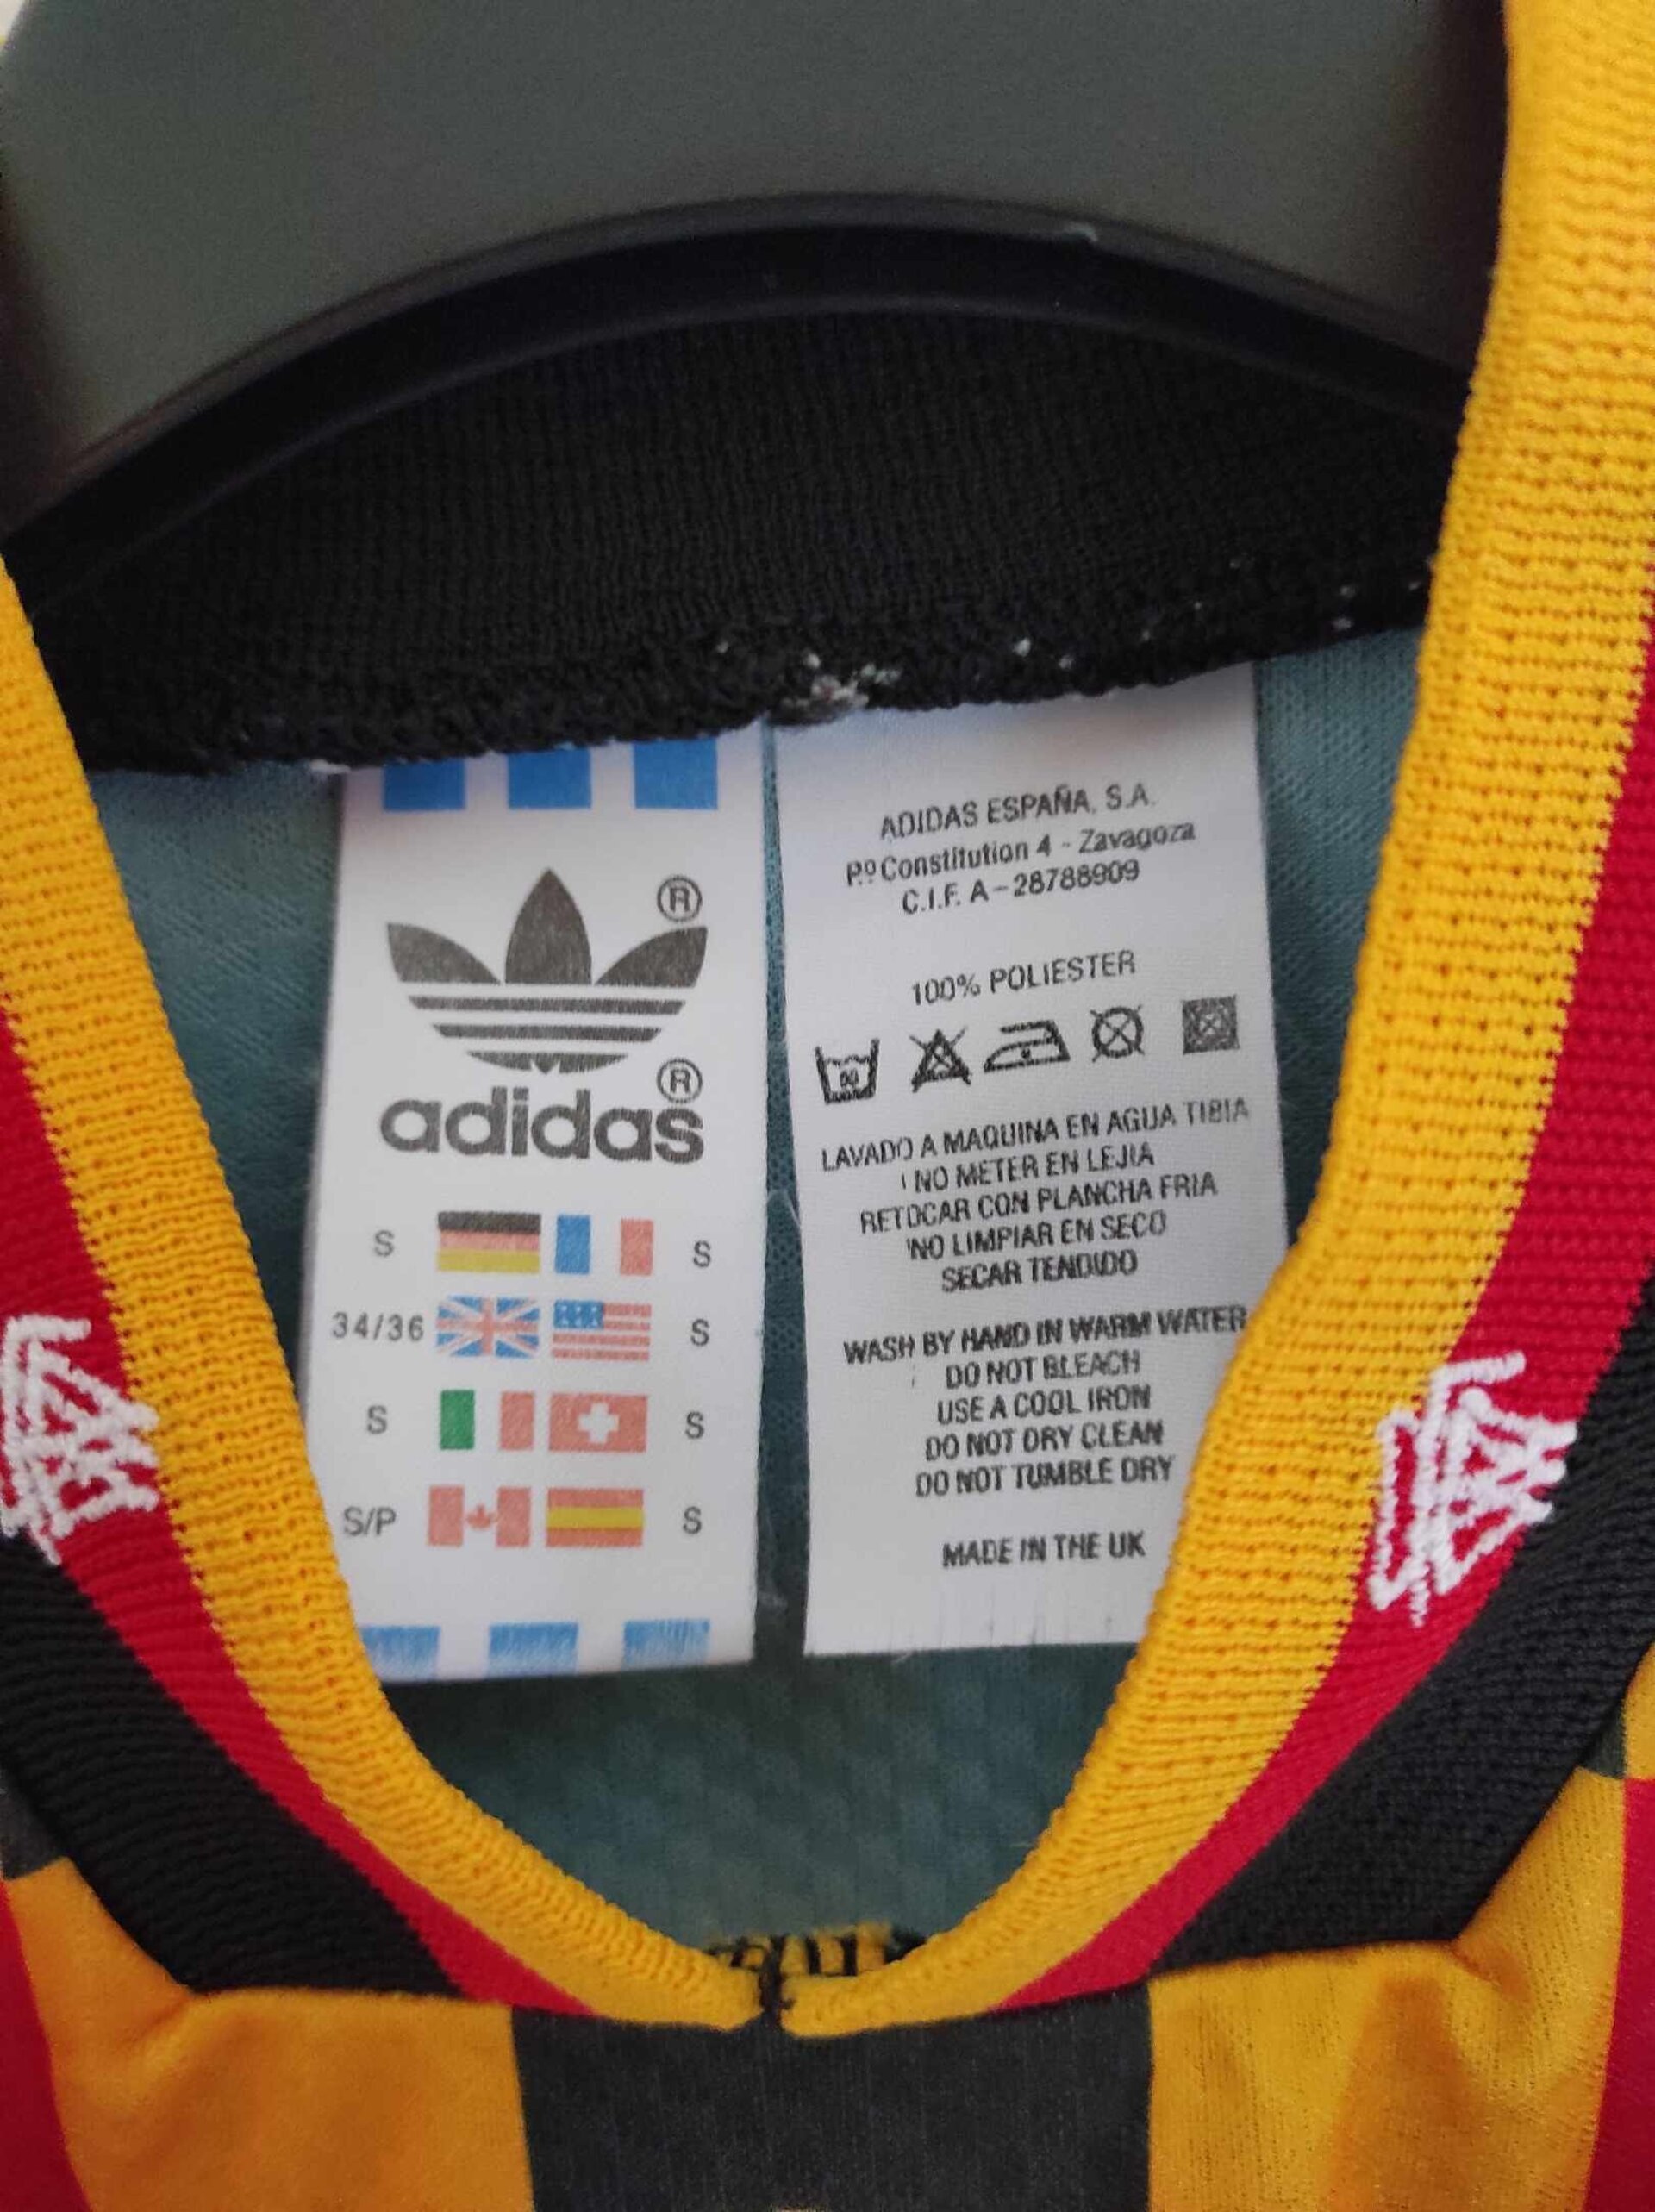 ®
®
adidas
S S
34/36 S
S S
S/P S
ADIDAS ESPAÑA, S.A.
P.º Constitution 4 - Zavagoza
C.I.F. A-28788909
100% POLIESTER
LAVADO A MAQUINA EN AGUA TIBIA
NO METER EN LEJIA
RETOCAR CON PLANCHA FRIA
NO LIMPIAR EN SECO
SECAR TENDIDO
WASH BY HAND IN WARM WATER
DO NOT BLEACH
USE A COOL IRON
DO NOT DRY CLEAN
DO NOT TUMBLE DRY
MADE IN THE UK